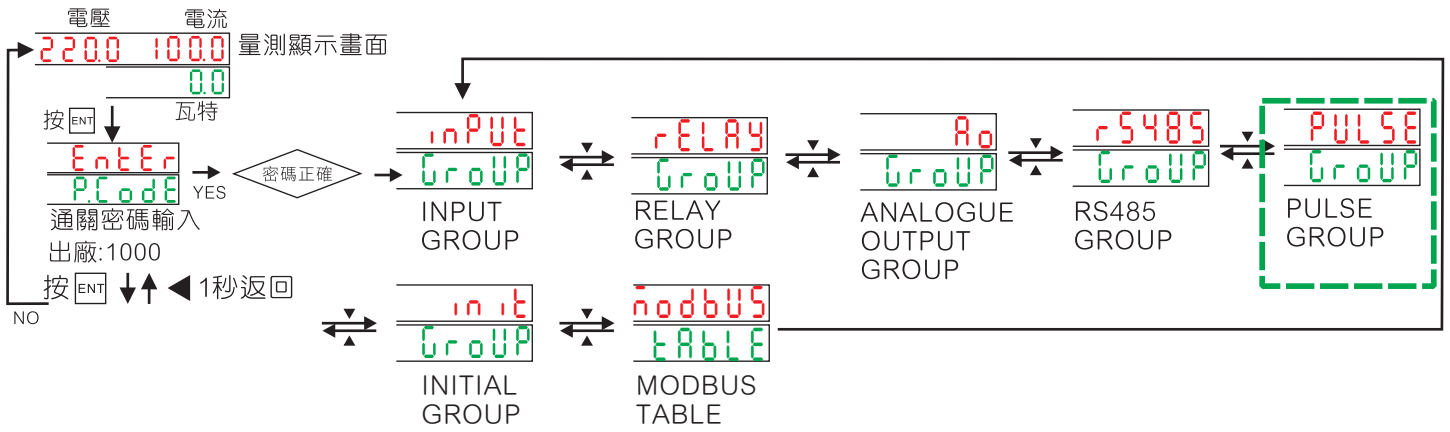 電壓 電流
220.0 100.0 量測顯示畫面
0.0
瓦特
按 ENT
EntEr
P.CodE
YES
密碼正確
通關密碼輸入
出廠:1000
按 ENT 1秒返回
NO
inPUt
GroUP
INPUT
GROUP
rELAY
GroUP
RELAY
GROUP
Ao
GroUP
ANALOGUE
OUTPUT
GROUP
rS485
GroUP
RS485
GROUP
PULSE
GroUP
PULSE
GROUP
init
GroUP
INITIAL
GROUP
modbUS
tAbLE
MODBUS
TABLE